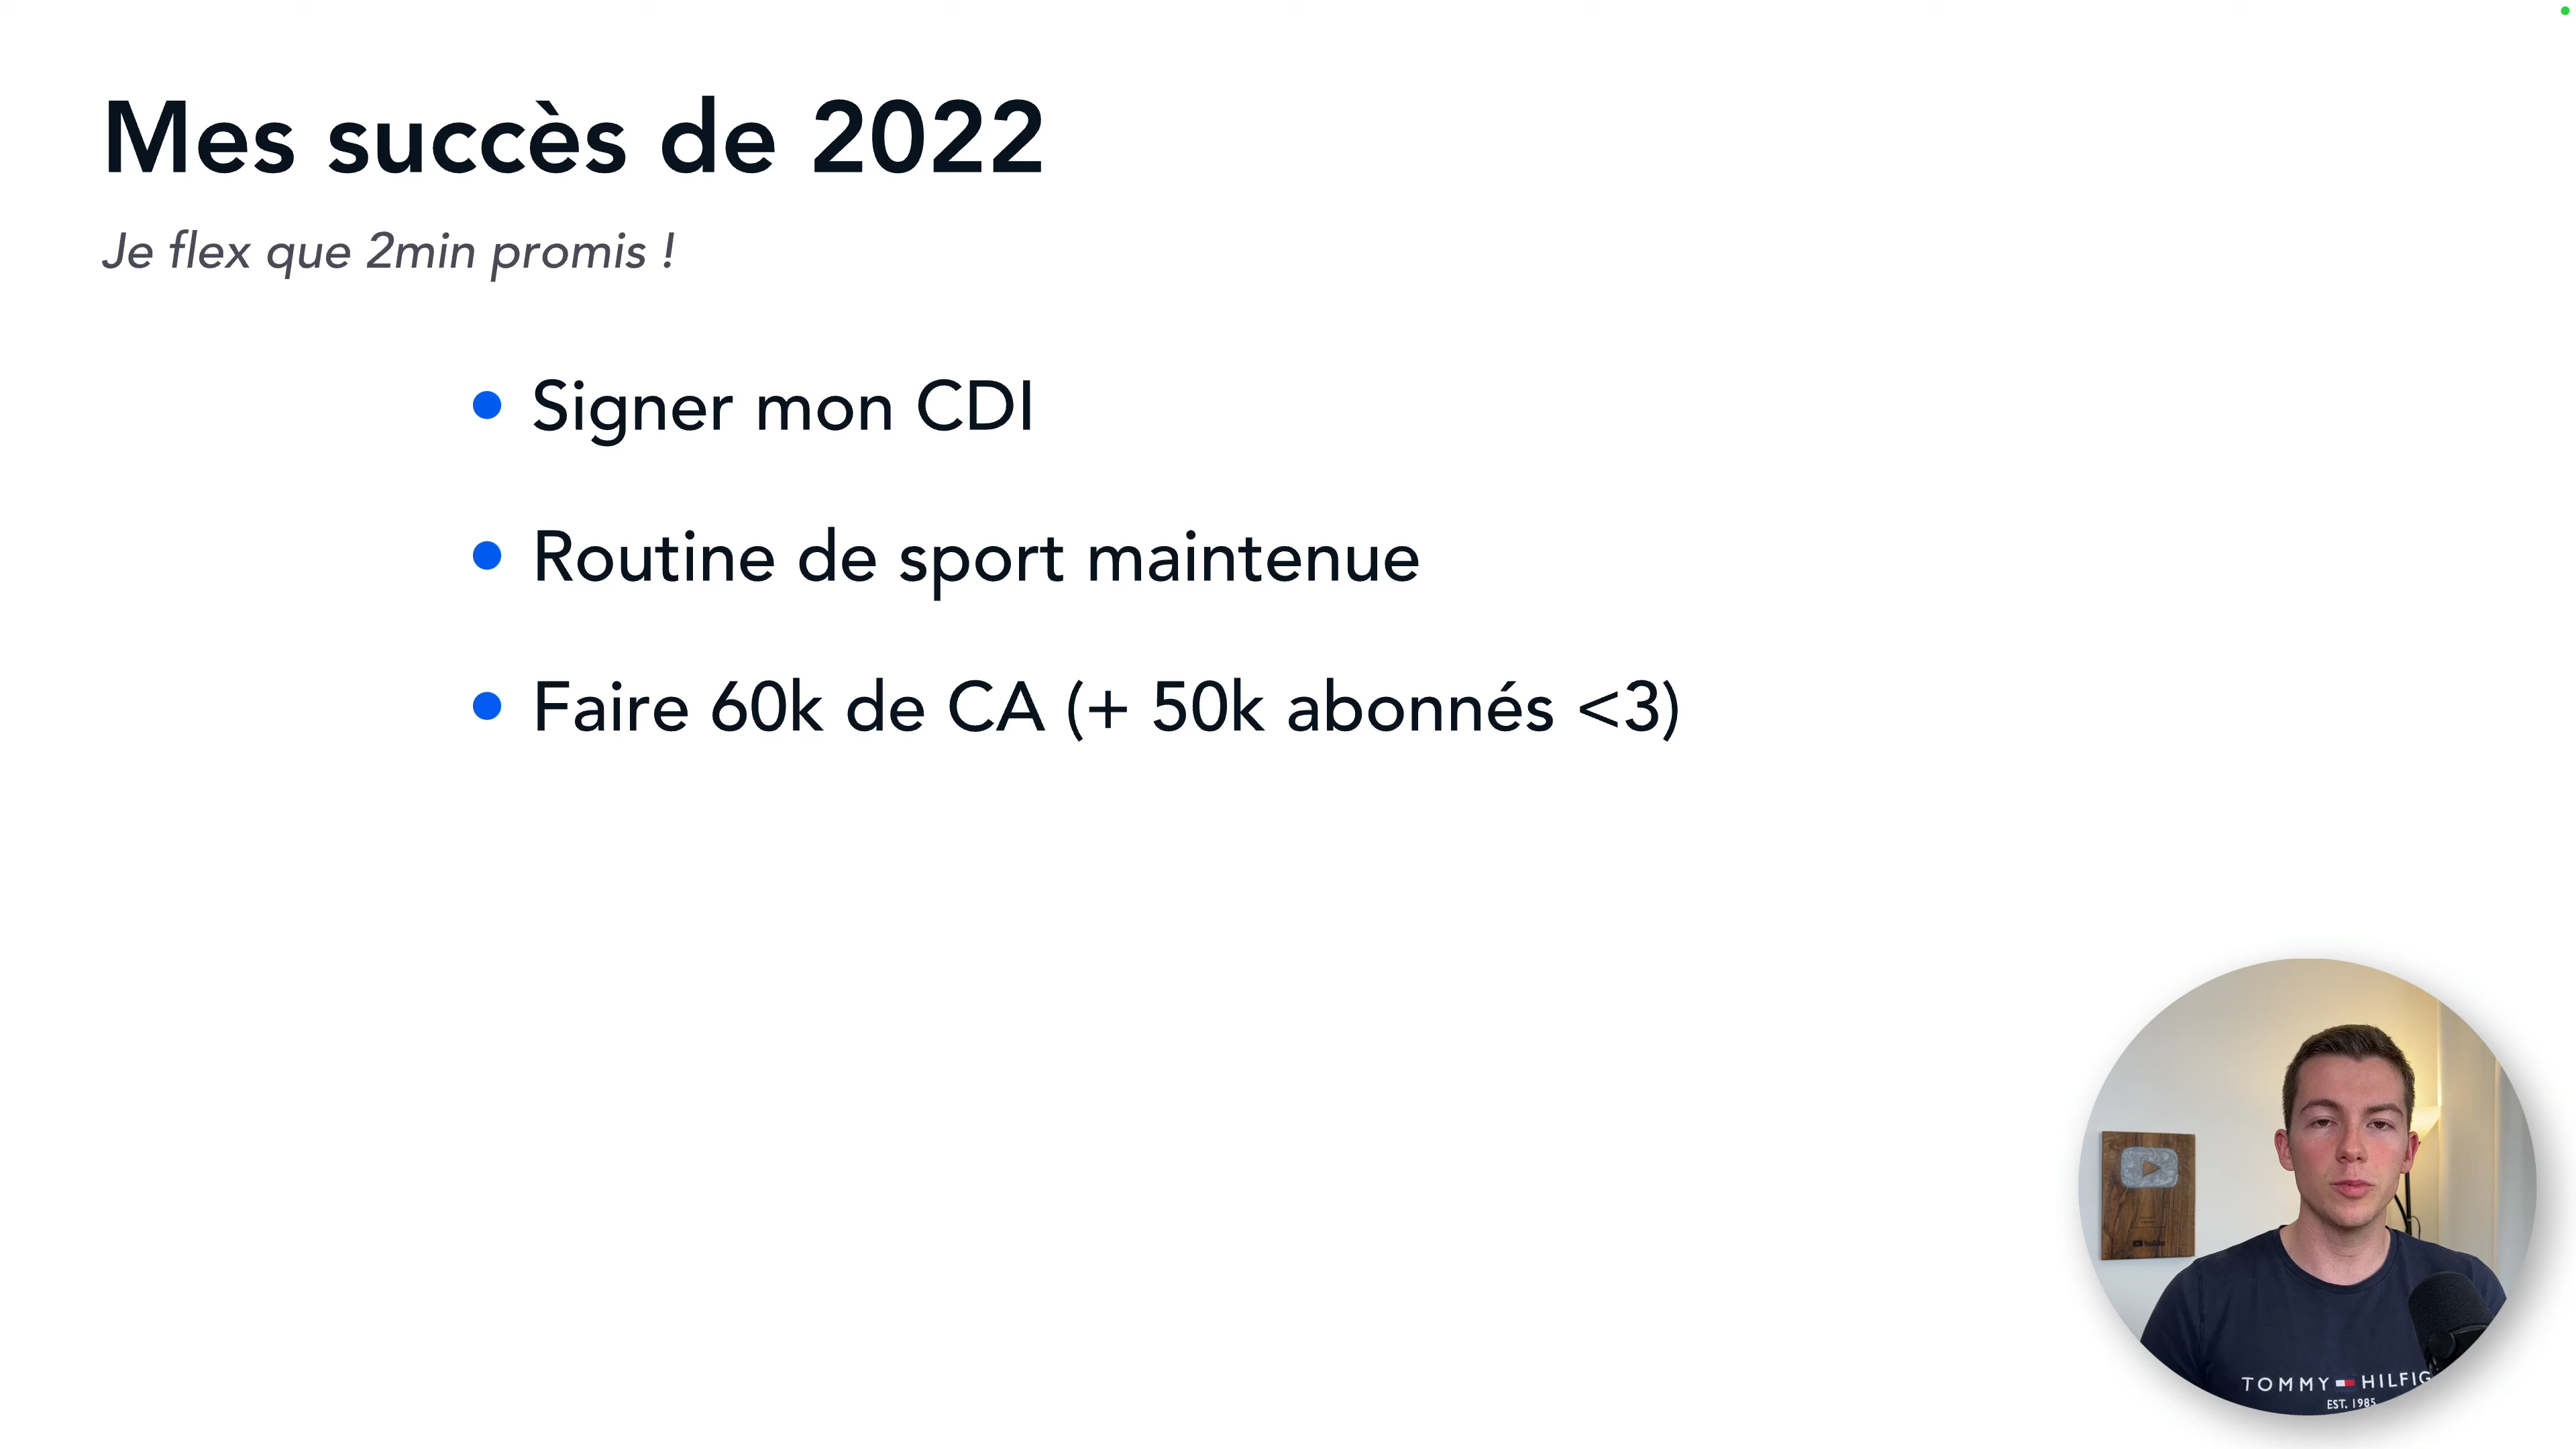 Mes succès de 2022
Je flex que 2min promis !
• Signer mon CDI
• Routine de sport maintenue
• Faire 60k de CA (+ 50k abonnés <3)
TOMMY HILFIG
EST. 1985